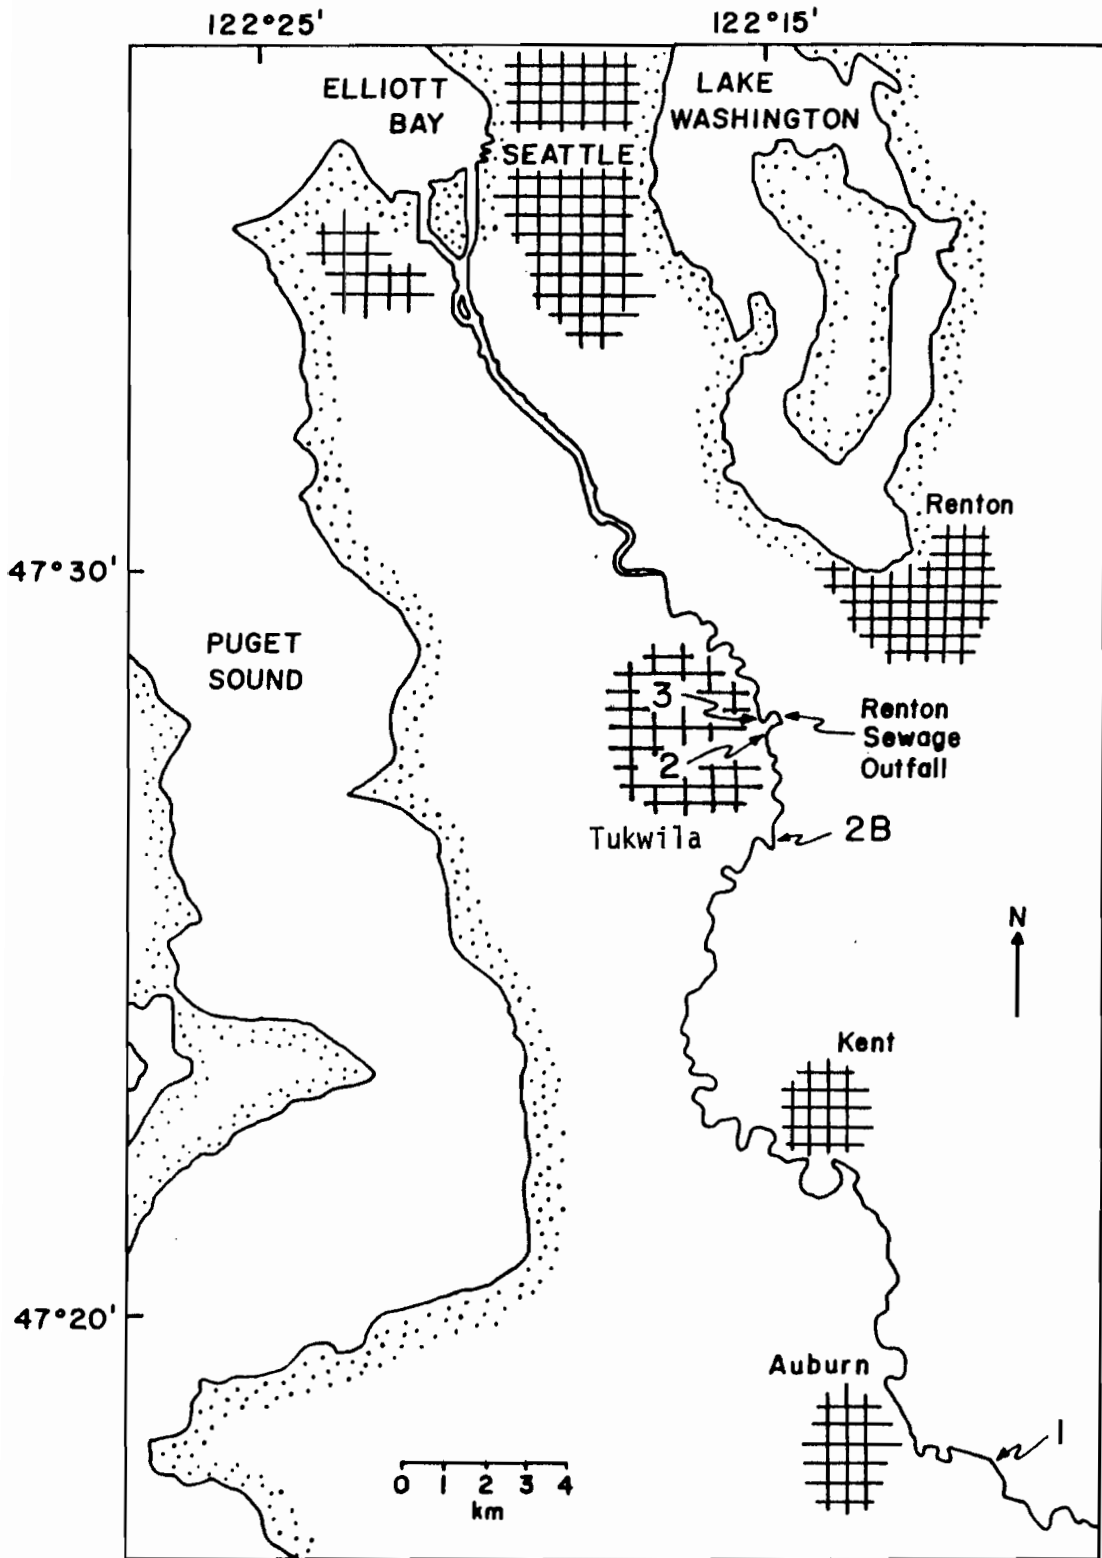 122°25'
122°15'
ELLIOTT
BAY
LAKE
WASHINGTON
SEATTLE
Renton
47°30'
PUGET
SOUND
3
Renton
Sewage
Outfall
2
Tukwila
2B
N
Kent
47°20'
Auburn
1
0 1 2 3 4
km